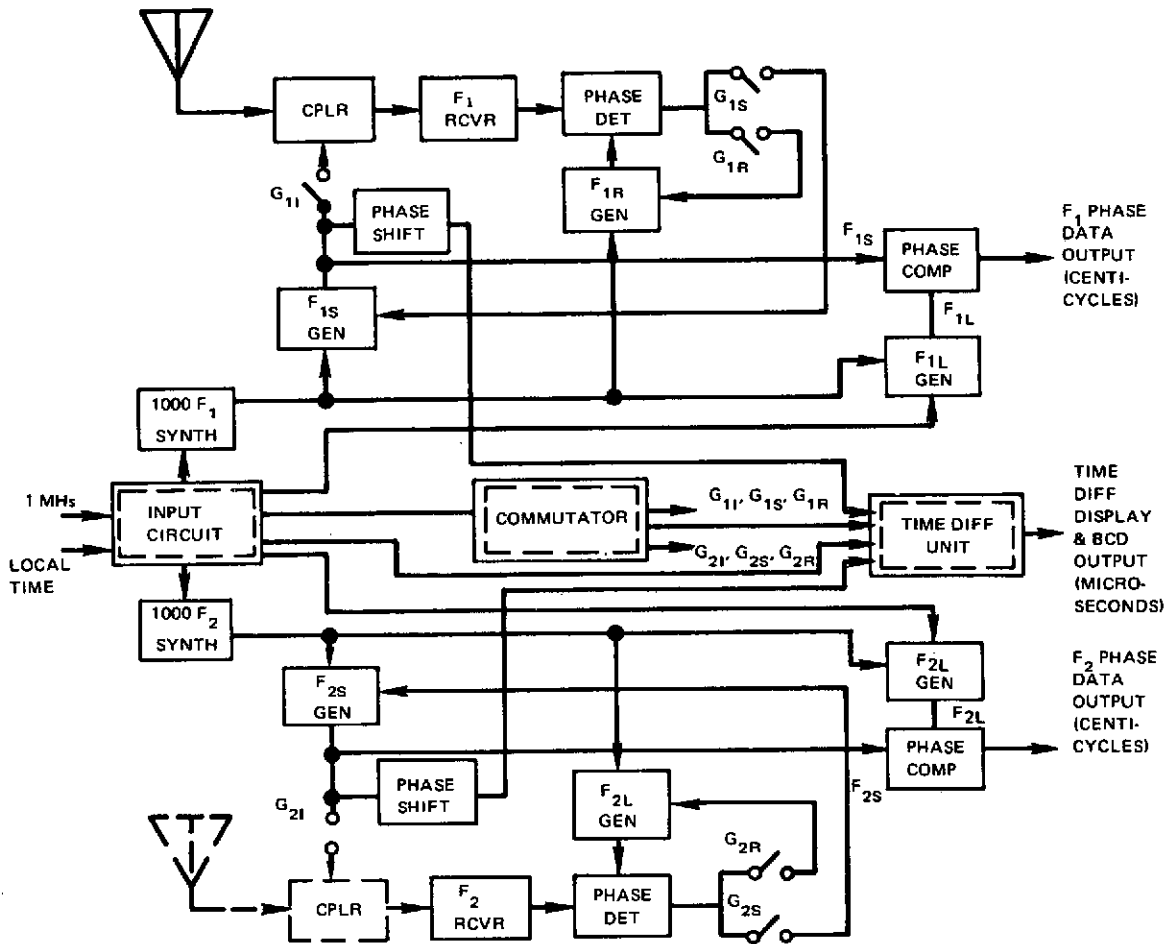 CPLR
F1 RCVR
PHASE DET
G1S
G1R
G1I
PHASE SHIFT
F1R GEN
F1S GEN
F1S
PHASE COMP
F1 PHASE DATA OUTPUT (CENTI-CYCLES)
F1L
F1L GEN
1000 F1 SYNTH
1 MHs
LOCAL TIME
INPUT CIRCUIT
COMMUTATOR
G1I, G1S, G1R
G2I, G2S, G2R
TIME DIFF UNIT
TIME DIFF DISPLAY & BCD OUTPUT (MICRO-SECONDS)
1000 F2 SYNTH
F2S GEN
F2L GEN
F2L
PHASE COMP
F2 PHASE DATA OUTPUT (CENTI-CYCLES)
F2S
G2I
PHASE SHIFT
F2L GEN
G2R
G2S
CPLR
F2 RCVR
PHASE DET